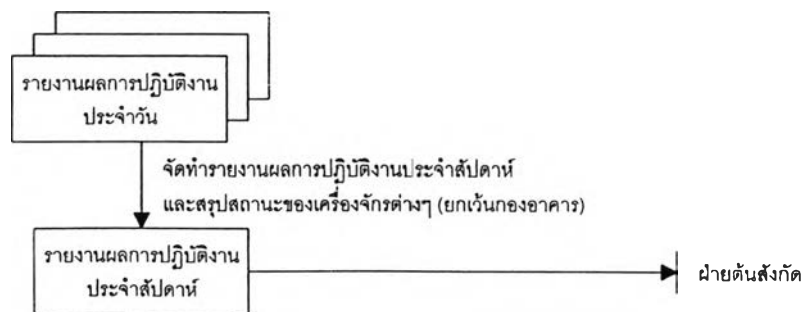 รายงานผลการปฏิบัติงาน
ประจำวัน
จัดทำรายงานผลการปฏิบัติงานประจำสัปดาห์
และสรุปสถานะของเครื่องจักรต่างๆ (ยกเว้นกองอาคาร)
รายงานผลการปฏิบัติงาน
ประจำสัปดาห์
ฝ่ายต้นสังกัด